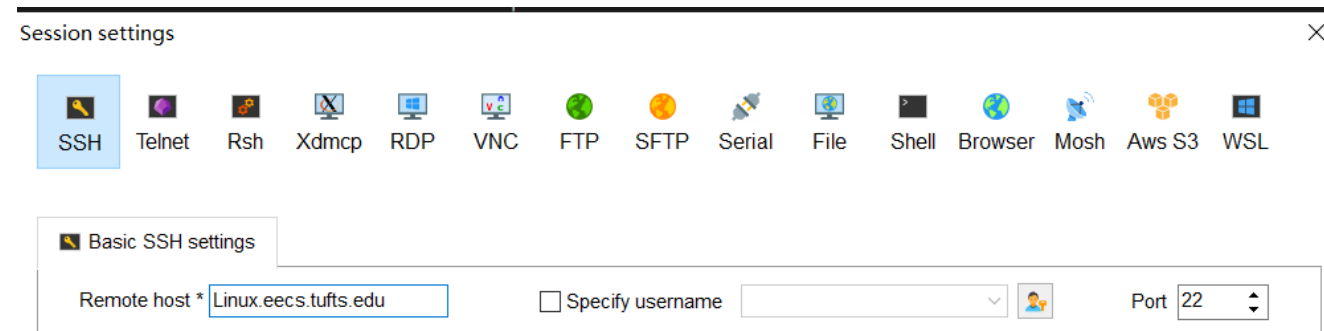 Session settings
SSH Telnet Rsh Xdmcp RDP VNC FTP SFTP Serial File Shell Browser Mosh Aws S3 WSL
Basic SSH settings
Remote host * Linux.eecs.tufts.edu Specify username Port 22